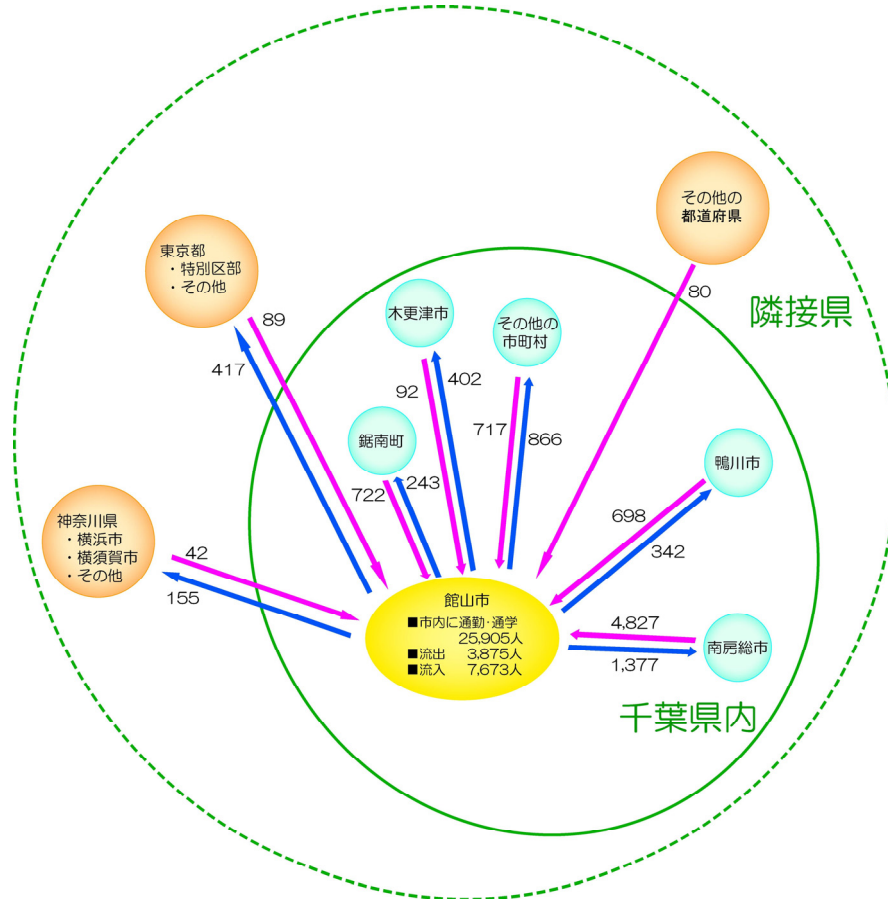 その他の
都道府県
東京都
・特別区部
・その他
80
隣接県
木更津市
その他の
市町村
89
417
92
402
717
866
鋸南町
722
243
鴨川市
698
342
神奈川県
・横浜市
・横須賀市
・その他
42
155
館山市
■市内に通勤・通学
25,905人
■流出 3,875人
■流入 7,673人
4,827
1,377
南房総市
千葉県内